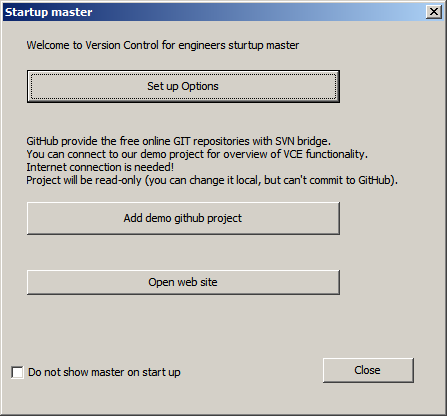 Startup master
Welcome to Version Control for engineers sturtup master
Set up Options
GitHub provide the free online GIT repositories with SVN bridge.
You can connect to our demo project for overview of VCE functionality.
Internet connection is needed!
Project will be read-only (you can change it local, but can't commit to GitHub).
Add demo github project
Open web site
Do not show master on start up
Close